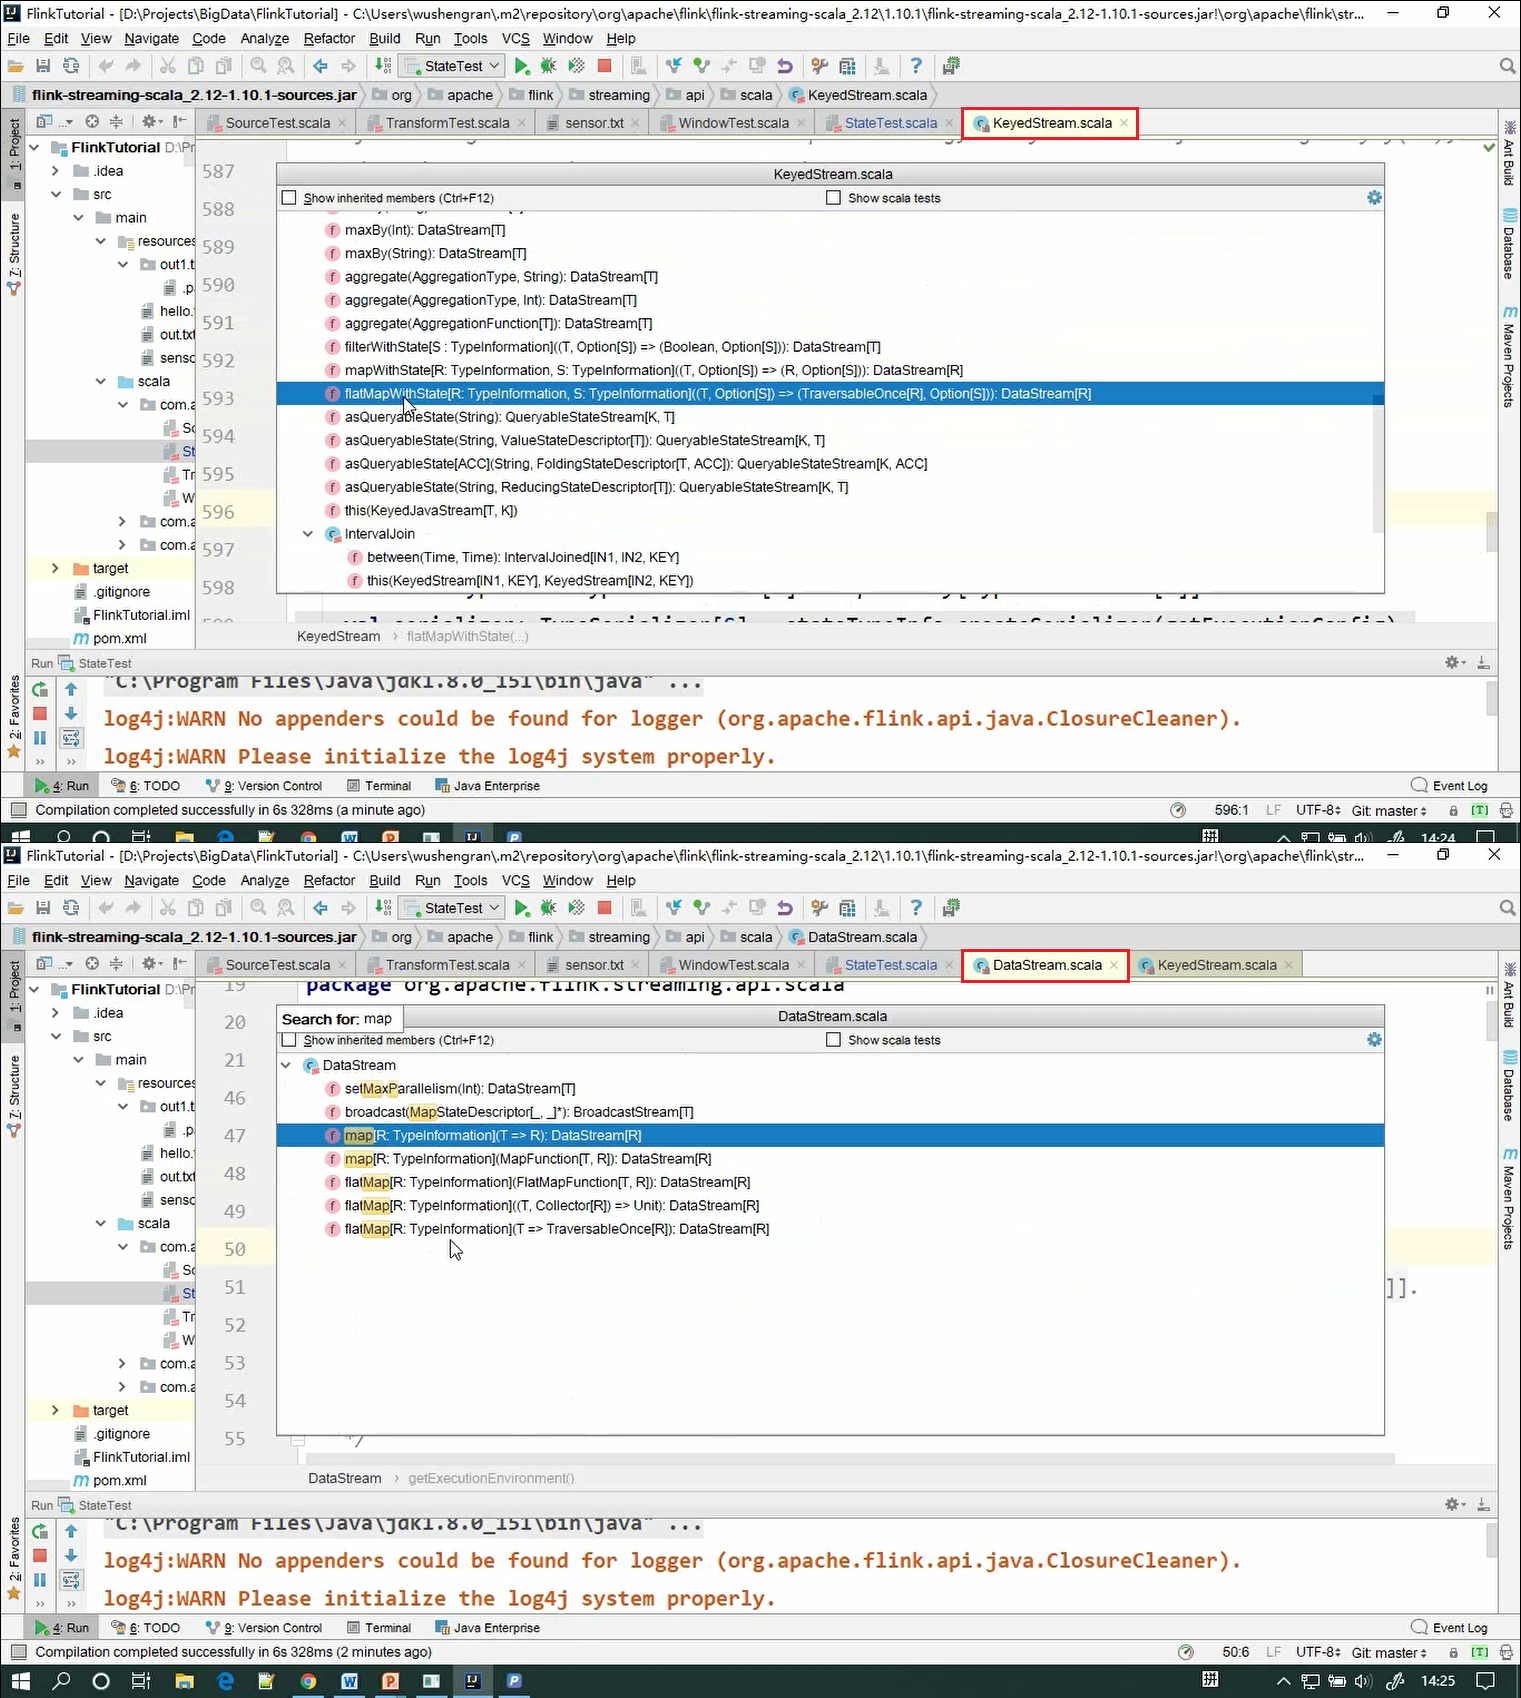 FlinkTutorial - [D:\Projects\BigData\FlinkTutorial] - C:\Users\wushengran\.m2\repository\org\apache\flink\flink-streaming-scala_2.12\1.10.1\flink-streaming-scala_2.12-1.10.1-sources.jar!\org\apache\flink\str...
File Edit View Navigate Code Analyze Refactor Build Run Tools VCS Window Help
StateTest
flink-streaming-scala_2.12-1.10.1-sources.jar org apache flink streaming api scala KeyedStream.scala
SourceTest.scala TransformTest.scala sensor.txt WindowTest.scala StateTest.scala KeyedStream.scala
1: Project
7: Structure
2: Favorites
Ant Build
Database
Maven Projects
FlinkTutorial D:\Pr
.idea
src
main
resources
out1.t
.p
hello.
out.txt
senso
scala
com.a
Sc
St
Tr
W
com.a
com.a
target
.gitignore
FlinkTutorial.iml
pom.xml
587
588
589
590
591
592
593
594
595
596
597
598
KeyedStream.scala
Show inherited members (Ctrl+F12) Show scala tests
maxBy(Int): DataStream[T]
maxBy(String): DataStream[T]
aggregate(AggregationType, String): DataStream[T]
aggregate(AggregationType, Int): DataStream[T]
aggregate(AggregationFunction[T]): DataStream[T]
filterWithState[S : TypeInformation]((T, Option[S]) => (Boolean, Option[S])): DataStream[T]
mapWithState[R: TypeInformation, S: TypeInformation]((T, Option[S]) => (R, Option[S])): DataStream[R]
flatMapWithState[R: TypeInformation, S: TypeInformation]((T, Option[S]) => (TraversableOnce[R], Option[S])): DataStream[R]
asQueryableState(String): QueryableStateStream[K, T]
asQueryableState(String, ValueStateDescriptor[T]): QueryableStateStream[K, T]
asQueryableState[ACC](String, FoldingStateDescriptor[T, ACC]): QueryableStateStream[K, ACC]
asQueryableState(String, ReducingStateDescriptor[T]): QueryableStateStream[K, T]
this(KeyedJavaStream[T, K])
IntervalJoin
between(Time, Time): IntervalJoined[IN1, IN2, KEY]
this(KeyedStream[IN1, KEY], KeyedStream[IN2, KEY])
val serializer: TypeSerializer[S] stateTypeInfo.createSerializer(getExecutionConfig)
KeyedStream flatMapWithState(...)
Run StateTest
"C:\Program Files\Java\jdk1.8.0_151\bin\java" ...
log4j:WARN No appenders could be found for logger (org.apache.flink.api.java.ClosureCleaner).
log4j:WARN Please initialize the log4j system properly.
4: Run 6: TODO 9: Version Control Terminal Java Enterprise Event Log
Compilation completed successfully in 6s 328ms (a minute ago) 596:1 LF UTF-8 Git: master [T]
拼 14:24
FlinkTutorial - [D:\Projects\BigData\FlinkTutorial] - C:\Users\wushengran\.m2\repository\org\apache\flink\flink-streaming-scala_2.12\1.10.1\flink-streaming-scala_2.12-1.10.1-sources.jar!\org\apache\flink\str...
File Edit View Navigate Code Analyze Refactor Build Run Tools VCS Window Help
StateTest
flink-streaming-scala_2.12-1.10.1-sources.jar org apache flink streaming api scala DataStream.scala
SourceTest.scala TransformTest.scala sensor.txt WindowTest.scala StateTest.scala DataStream.scala KeyedStream.scala
1: Project
7: Structure
2: Favorites
Ant Build
Database
Maven Projects
FlinkTutorial D:\Pr
.idea
src
main
resources
out1.t
.p
hello.
out.txt
senso
scala
com.a
Sc
St
Tr
W
com.a
com.a
target
.gitignore
FlinkTutorial.iml
pom.xml
19 package org.apache.flink.streaming.api.scala
20
21
46
47
48
49
50
51 ]].
52
53
54
55 */
Search for: map
DataStream.scala
Show inherited members (Ctrl+F12) Show scala tests
DataStream
setMaxParallelism(Int): DataStream[T]
broadcast(MapStateDescriptor[_, _]*): BroadcastStream[T]
map[R: TypeInformation](T => R): DataStream[R]
map[R: TypeInformation](MapFunction[T, R]): DataStream[R]
flatMap[R: TypeInformation](FlatMapFunction[T, R]): DataStream[R]
flatMap[R: TypeInformation]((T, Collector[R]) => Unit): DataStream[R]
flatMap[R: TypeInformation](T => TraversableOnce[R]): DataStream[R]
DataStream getExecutionEnvironment()
Run StateTest
"C:\Program Files\Java\jdk1.8.0_151\bin\java" ...
log4j:WARN No appenders could be found for logger (org.apache.flink.api.java.ClosureCleaner).
log4j:WARN Please initialize the log4j system properly.
4: Run 6: TODO 9: Version Control Terminal Java Enterprise Event Log
Compilation completed successfully in 6s 328ms (2 minutes ago) 50:6 LF UTF-8 Git: master [T]
拼 14:25